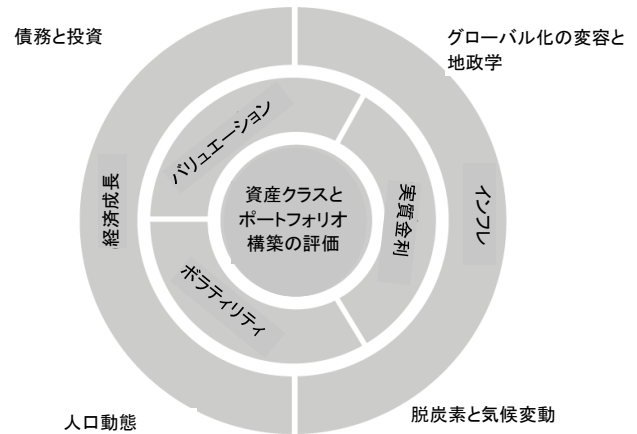 債務と投資
グローバル化の変容と
地政学
バリュエーション
経済成長
資産クラスと
ポートフォリオ
構築の評価
実質金利
インフレ
ボラティリティ
人口動態
脱炭素と気候変動